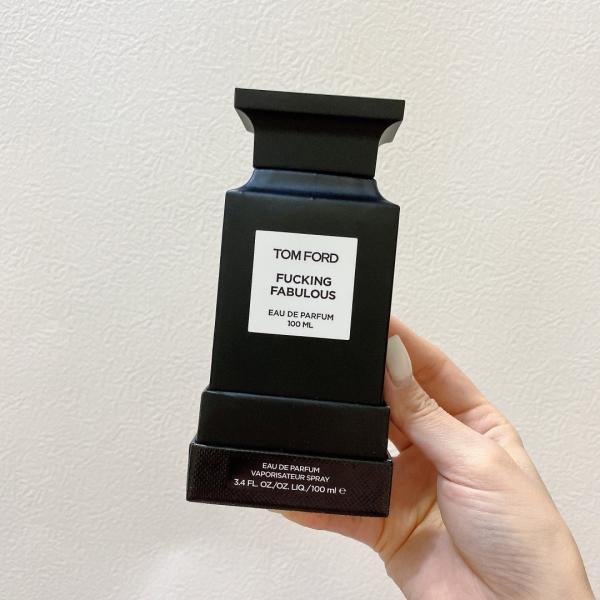 TOM FORD
FUCKING
FABULOUS
EAU DE PARFUM
100 ML
EAU DE PARFUM
VAPORISATEUR SPRAY
3.4 FL. OZ./OZ. LIQ./100 ml ℮